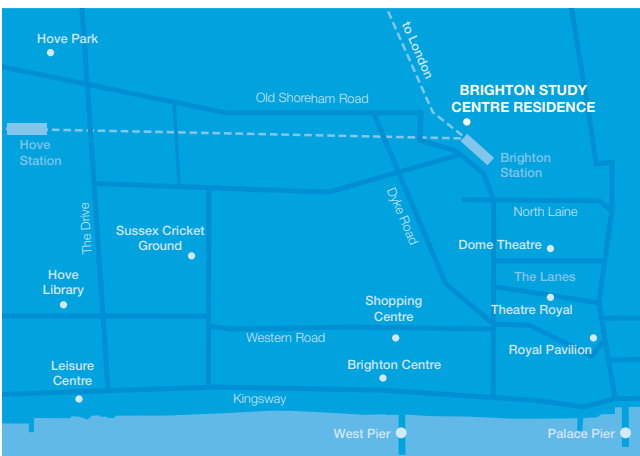 Hove Park
to London
BRIGHTON STUDY
CENTRE RESIDENCE
Old Shoreham Road
Hove
Station
Brighton
Station
The Drive
Dyke Road
North Laine
Sussex Cricket
Ground
Dome Theatre
Hove
Library
The Lanes
Shopping
Centre
Theatre Royal
Western Road
Royal Pavilion
Leisure
Centre
Brighton Centre
Kingsway
West Pier
Palace Pier